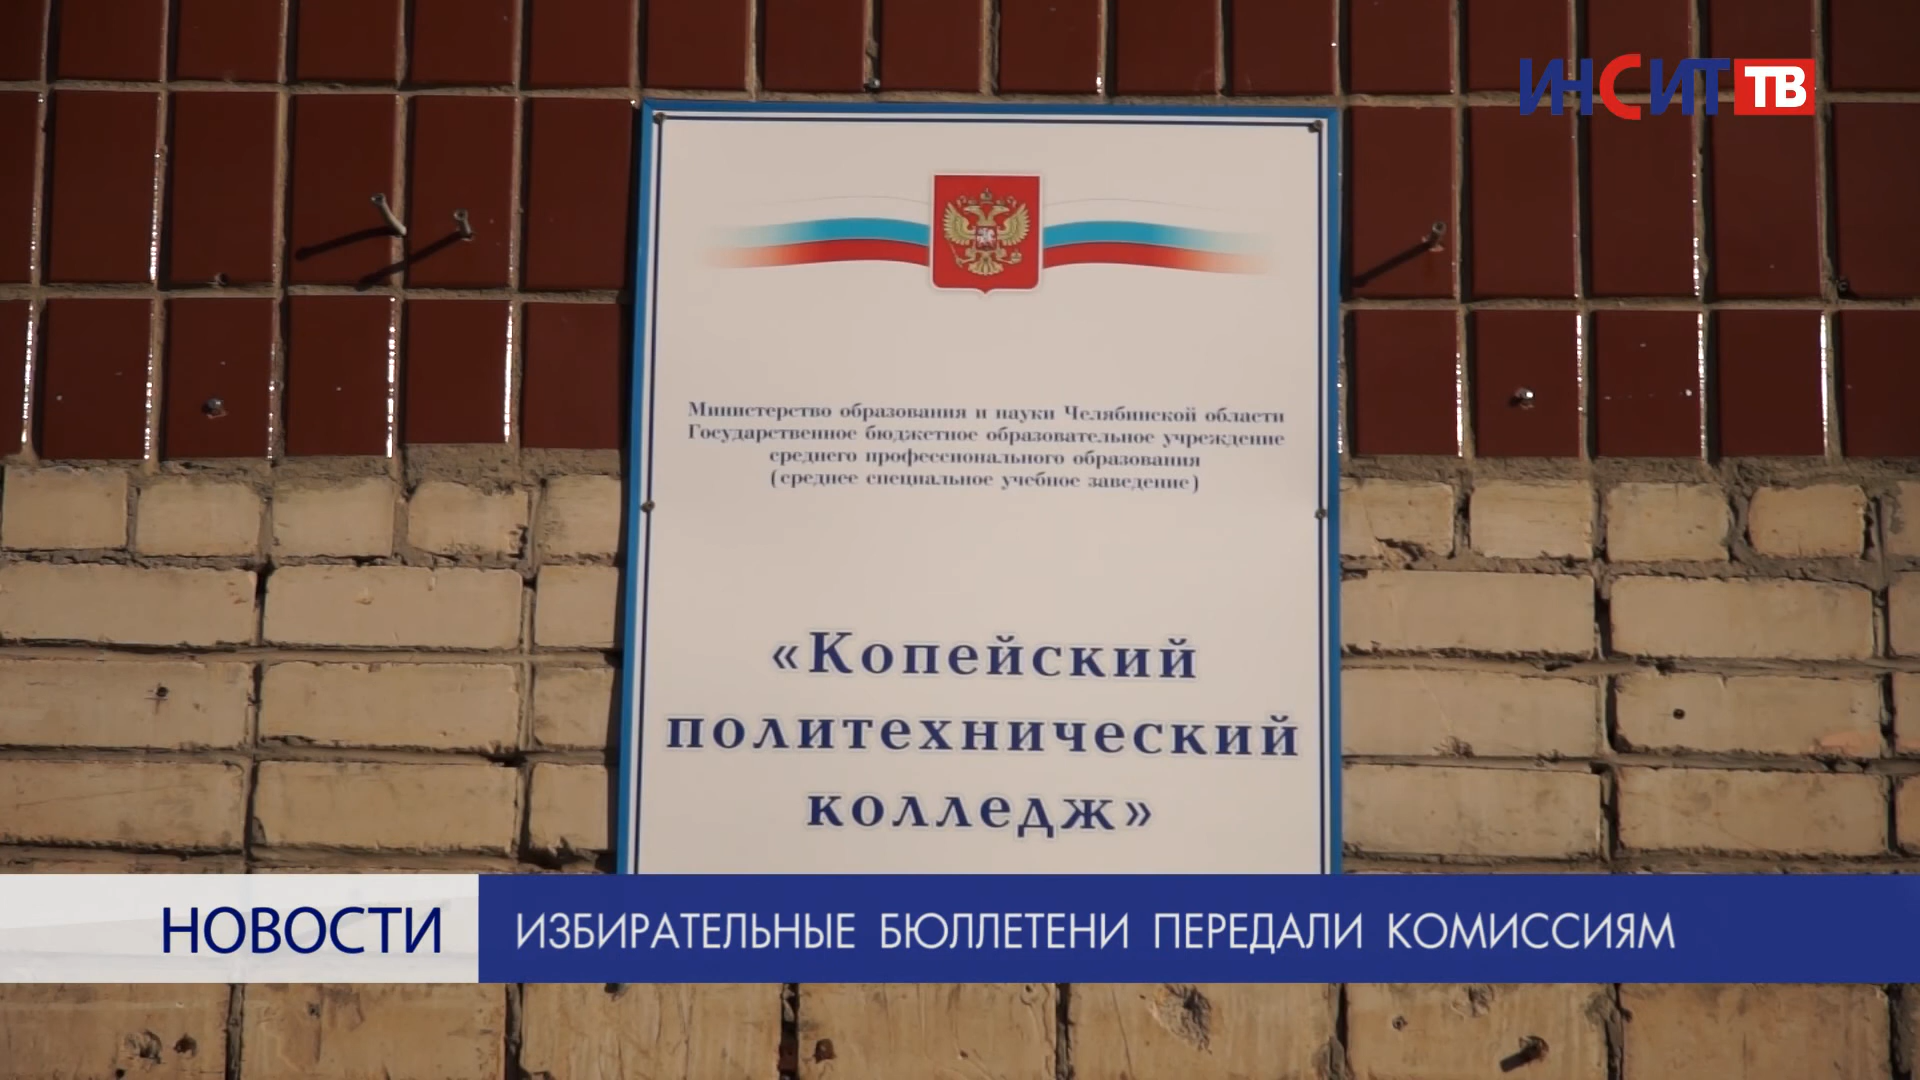 ИНСИТ ТВ
Министерство образования и науки Челябинской области
Государственное бюджетное образовательное учреждение
среднего профессионального образования
(среднее специальное учебное заведение)
«Копейский
политехнический
колледж»
НОВОСТИ ИЗБИРАТЕЛЬНЫЕ БЮЛЛЕТЕНИ ПЕРЕДАЛИ КОМИССИЯМ